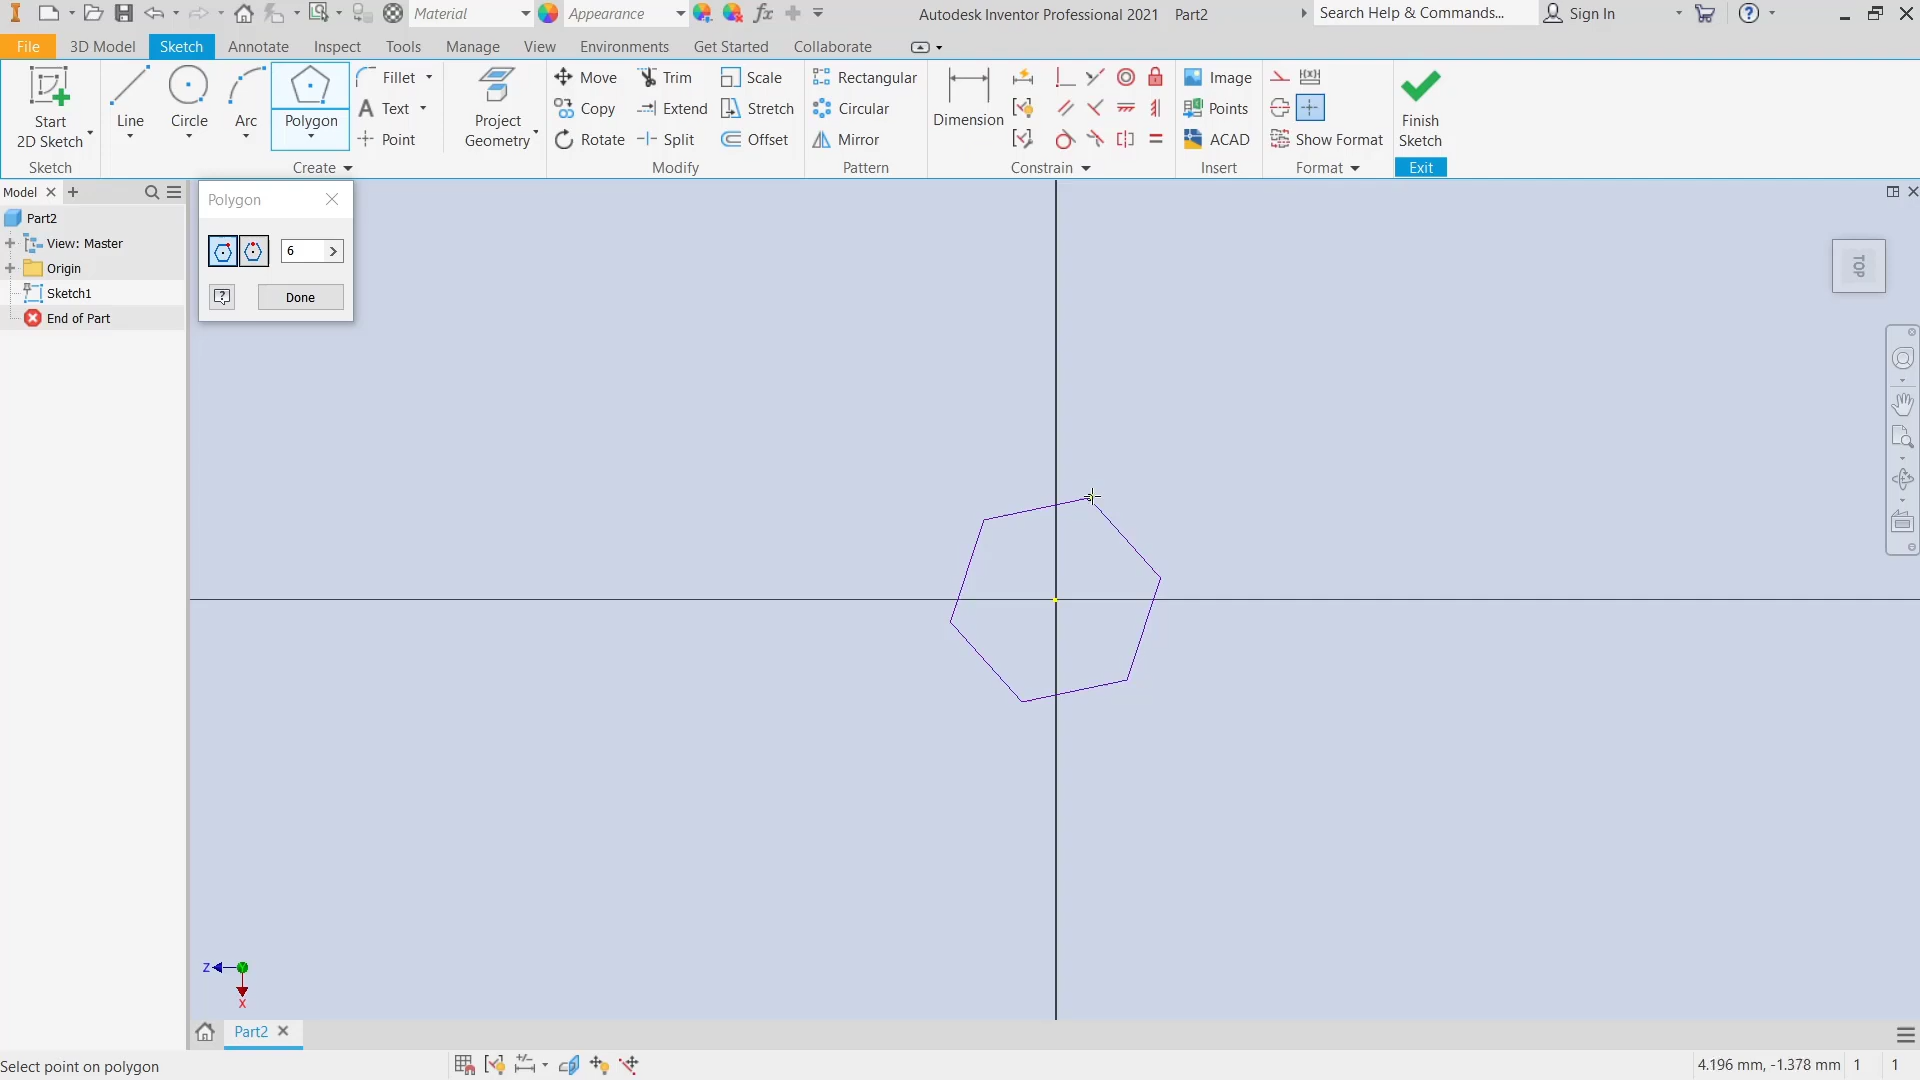 Material
Appearance
fx
Autodesk Inventor Professional 2021 Part2
Search Help & Commands...
Sign In
File
3D Model
Sketch
Annotate
Inspect
Tools
Manage
View
Environments
Get Started
Collaborate
Start
2D Sketch
Line
Circle
Arc
Polygon
Fillet
Text
Point
Project
Geometry
Move
Copy
Rotate
Trim
Extend
Split
Scale
Stretch
Offset
Rectangular
Circular
Mirror
Dimension
Image
Points
ACAD
Show Format
Finish
Sketch
Sketch
Create
Modify
Pattern
Constrain
Insert
Format
Exit
Model
Part2
View: Master
Origin
Sketch1
End of Part
Polygon
6
Done
TOP
Z
X
Part2
Select point on polygon
4.196 mm, -1.378 mm 1 1